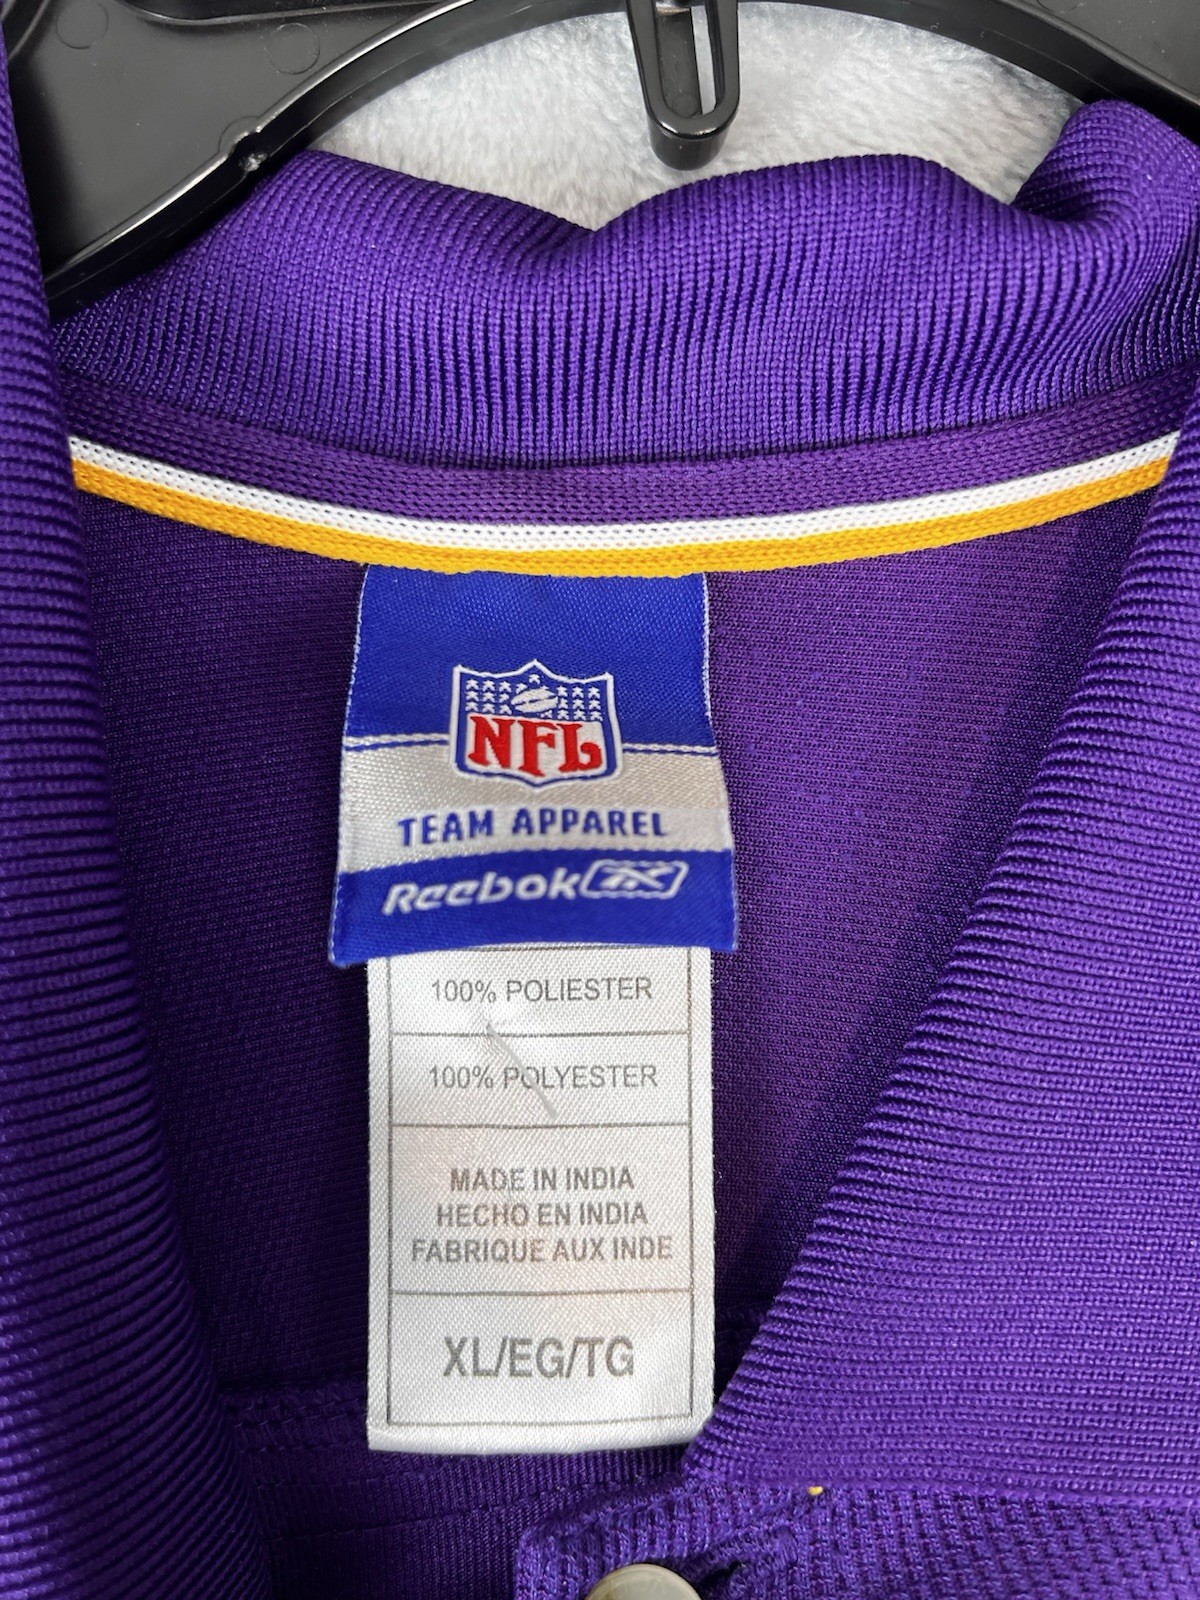 NFL
TEAM APPAREL
Reebok
100% POLIESTER
100% POLYESTER
MADE IN INDIA
HECHO EN INDIA
FABRIQUE AUX INDE
XL/EG/TG